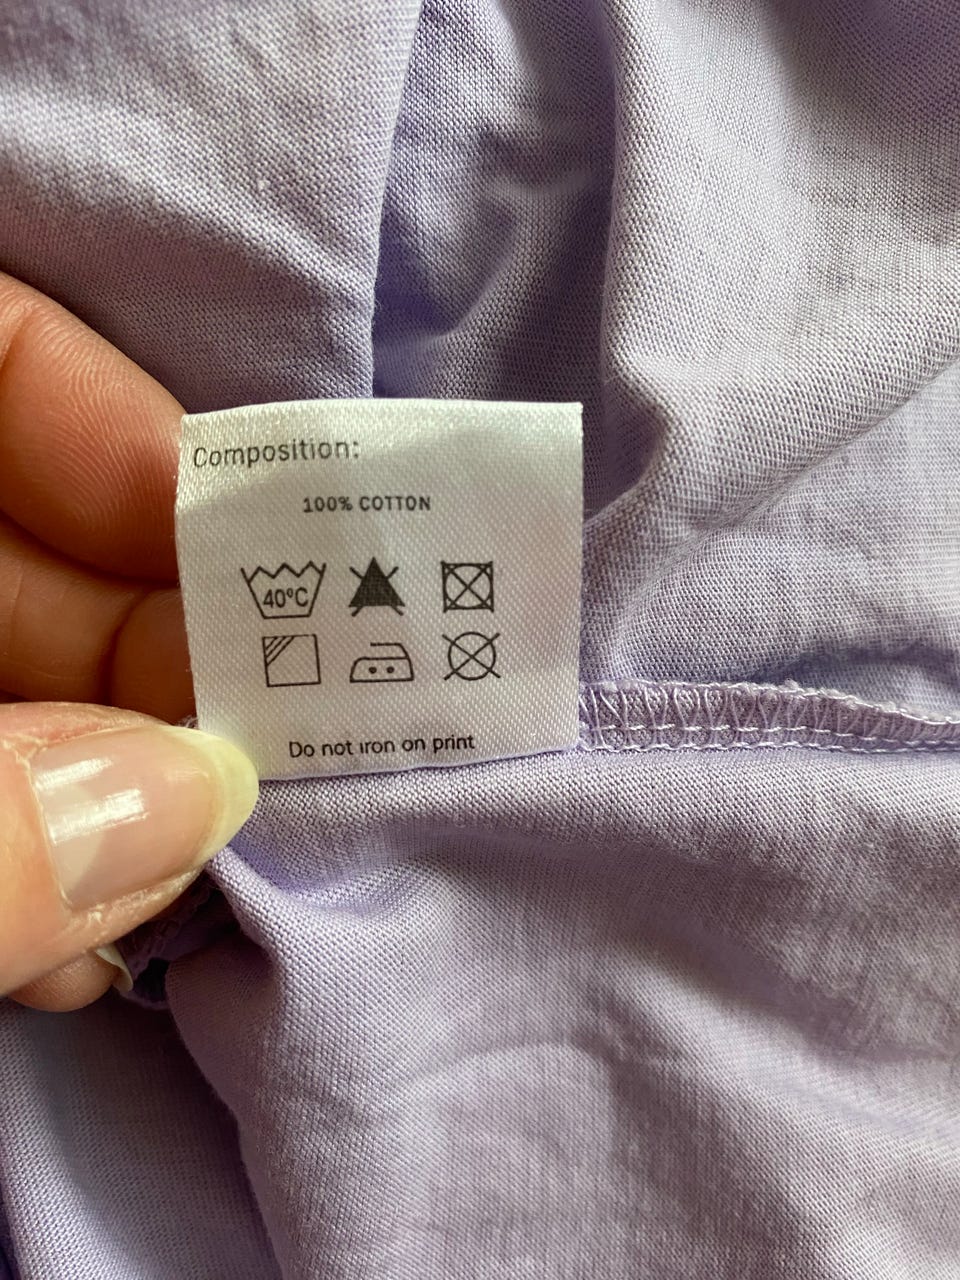 Composition:
100% COTTON
40°C
Do not iron on print